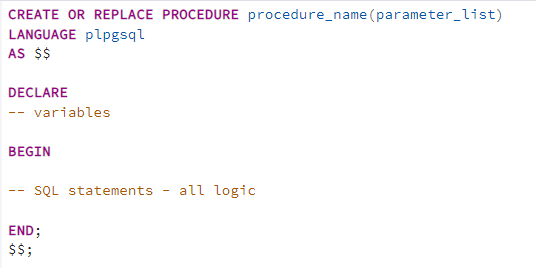 CREATE OR REPLACE PROCEDURE procedure_name(parameter_list)
LANGUAGE plpgsql
AS $$
DECLARE
-- variables
BEGIN
-- SQL statements - all logic
END;
$$;